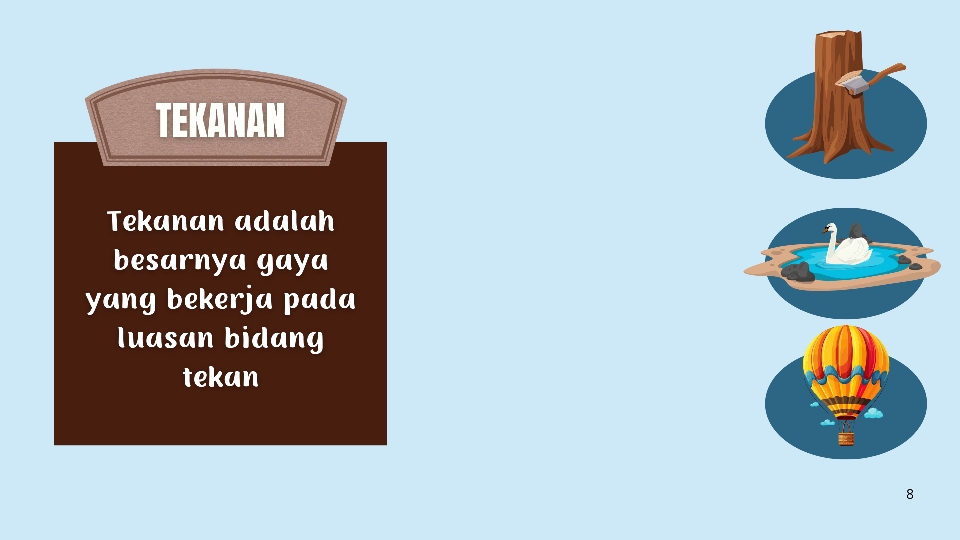 TEKANAN
Tekanan adalah
besarnya gaya
yang bekerja pada
luasan bidang
tekan
8